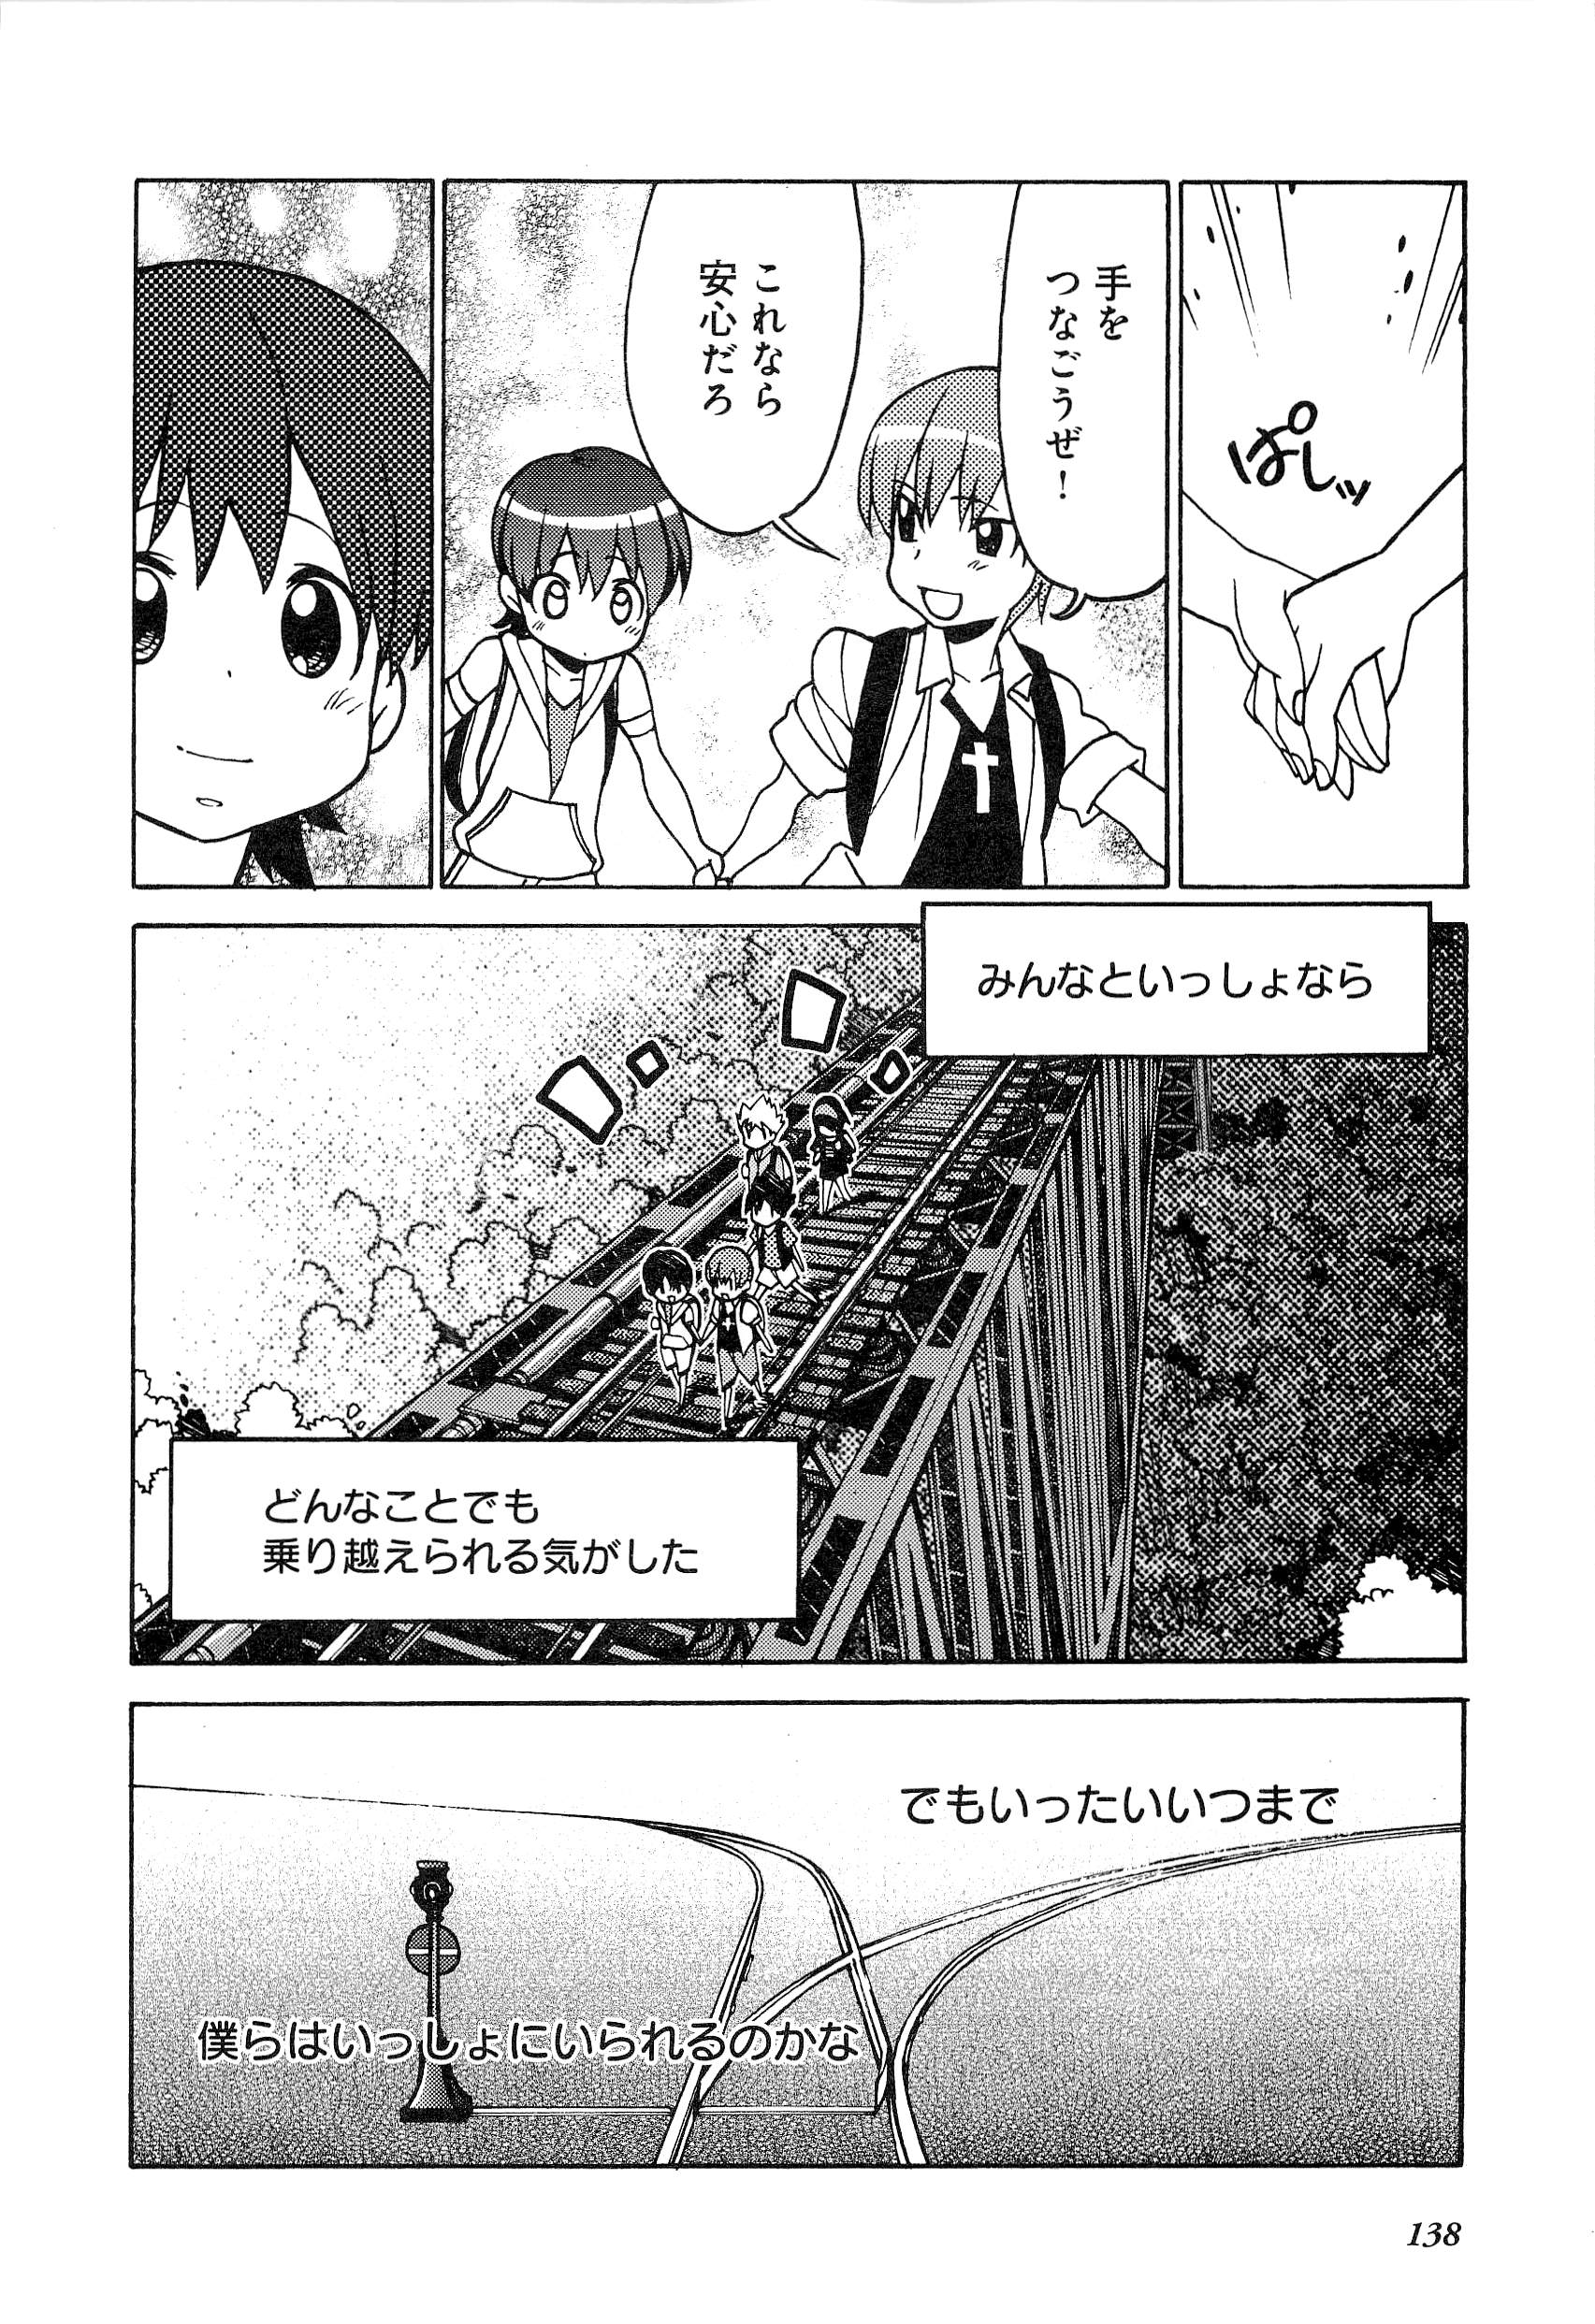 ぱしッ
手を
つなごうぜ！
これなら
安心だろ
みんなといっしょなら
どんなことでも
乗り越えられる気がした
でもいったいいつまで
僕らはいっしょにいられるのかな
138